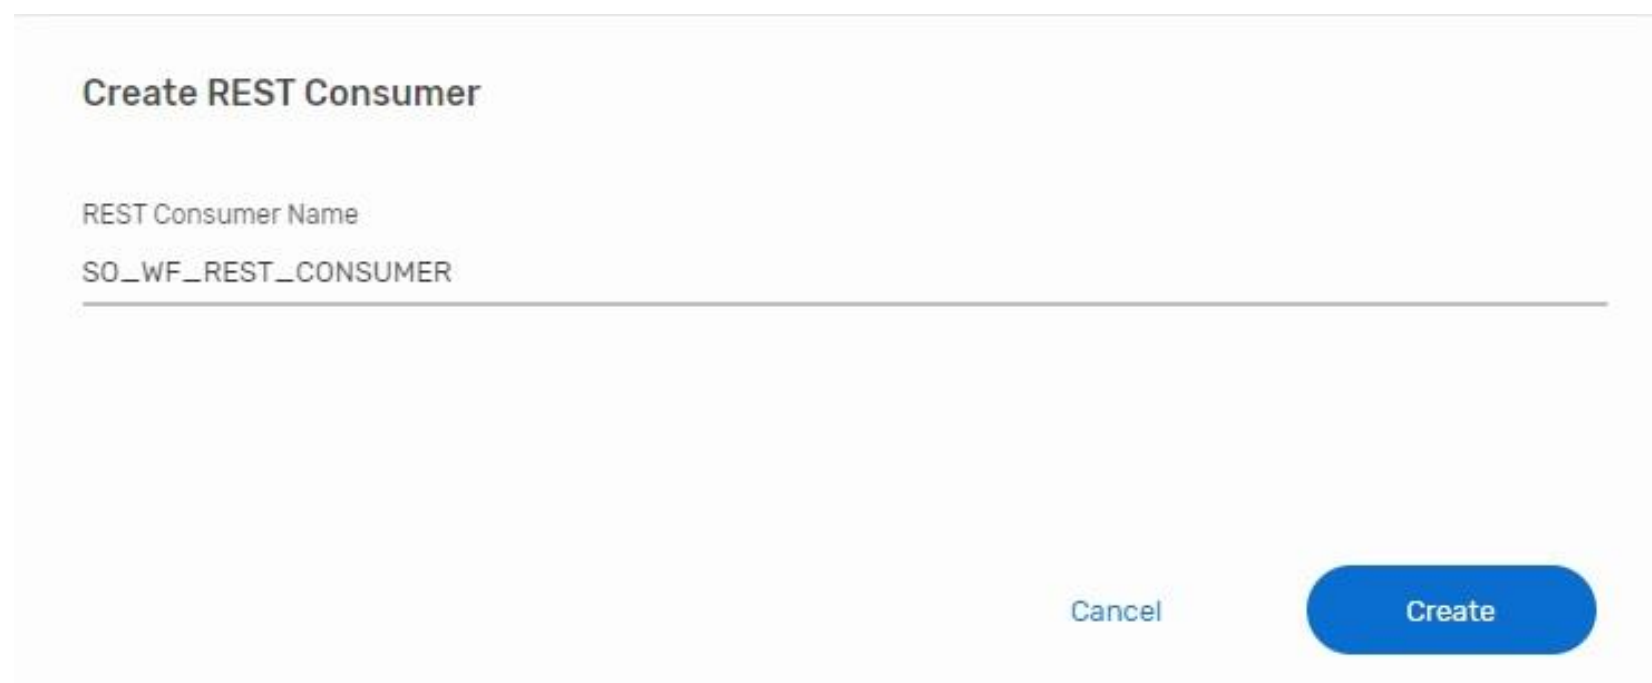 Create REST Consumer
REST Consumer Name
SO_WF_REST_CONSUMER
Cancel
Create